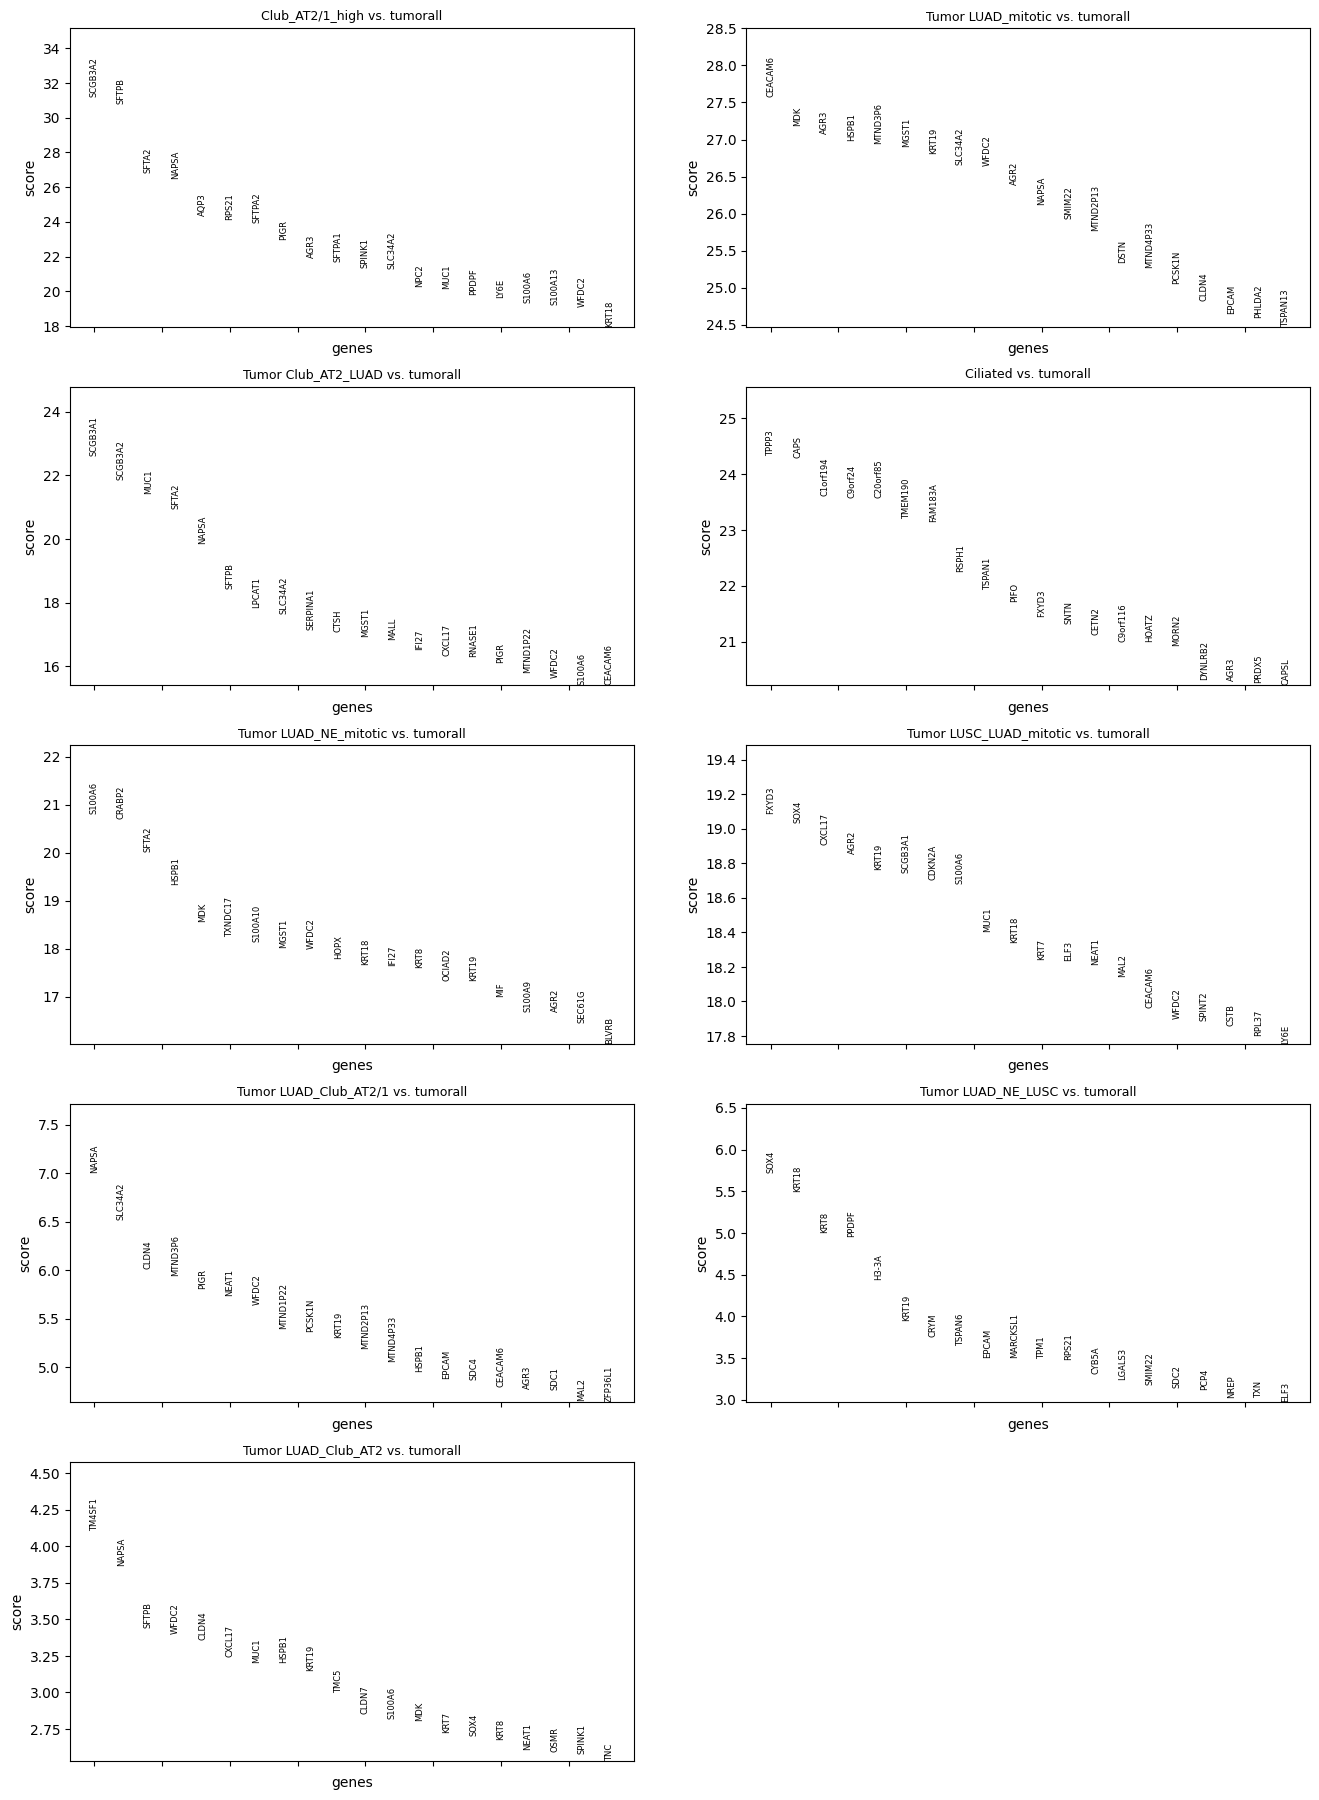 Club_AT2/1_high vs. tumorall
score
34
32
30
28
26
24
22
20
18
SCGB3A2
SFTPB
SFTA2
NAPSA
AQP3
RPS21
SFTPA2
PIGR
AGR3
SFTPA1
SPINK1
SLC34A2
NPC2
MUC1
PPDPF
LY6E
S100A6
S100A13
WFDC2
KRT18
genes
Tumor LUAD_mitotic vs. tumorall
score
28.5
28.0
27.5
27.0
26.5
26.0
25.5
25.0
24.5
CEACAM6
MDK
AGR3
HSPB1
MTND3P6
MGST1
KRT19
SLC34A2
WFDC2
AGR2
NAPSA
SMIM22
MTND2P13
DSTN
MTND4P33
PCSK1N
CLDN4
EPCAM
PHLDA2
TSPAN13
genes
Tumor Club_AT2_LUAD vs. tumorall
score
24
22
20
18
16
SCGB3A1
SCGB3A2
MUC1
SFTA2
NAPSA
SFTPB
LPCAT1
SLC34A2
SERPINA1
CTSH
MGST1
MALL
IFI27
CXCL17
RNASE1
PIGR
MTND1P22
WFDC2
S100A6
CEACAM6
genes
Ciliated vs. tumorall
score
25
24
23
22
21
TPPP3
CAPS
C1orf194
C9orf24
C20orf85
TMEM190
FAM183A
RSPH1
TSPAN1
PIFO
FXYD3
SNTN
CETN2
C9orf116
HOATZ
MORN2
DYNLRB2
AGR3
PRDX5
CAPSL
genes
Tumor LUAD_NE_mitotic vs. tumorall
score
22
21
20
19
18
17
S100A6
CRABP2
SFTA2
HSPB1
MDK
TXNDC17
S100A10
MGST1
WFDC2
HOPX
KRT18
IFI27
KRT8
OCIAD2
KRT19
MIF
S100A9
AGR2
SEC61G
BLVRB
genes
Tumor LUSC_LUAD_mitotic vs. tumorall
score
19.4
19.2
19.0
18.8
18.6
18.4
18.2
18.0
17.8
FXYD3
SOX4
CXCL17
AGR2
KRT19
SCGB3A1
CDKN2A
S100A6
MUC1
KRT18
KRT7
ELF3
NEAT1
MAL2
CEACAM6
WFDC2
SPINT2
CSTB
RPL37
LY6E
genes
Tumor LUAD_Club_AT2/1 vs. tumorall
score
7.5
7.0
6.5
6.0
5.5
5.0
NAPSA
SLC34A2
CLDN4
MTND3P6
PIGR
NEAT1
WFDC2
MTND1P22
PCSK1N
KRT19
MTND2P13
MTND4P33
HSPB1
EPCAM
SDC4
CEACAM6
AGR3
SDC1
MAL2
ZFP36L1
genes
Tumor LUAD_NE_LUSC vs. tumorall
score
6.5
6.0
5.5
5.0
4.5
4.0
3.5
3.0
SOX4
KRT18
KRT8
PPDPF
H3-3A
KRT19
CRYM
TSPAN6
EPCAM
MARCKSL1
TPM1
RPS21
CYB5A
LGALS3
SMIM22
SDC2
PCP4
NREP
TXN
ELF3
genes
Tumor LUAD_Club_AT2 vs. tumorall
score
4.50
4.25
4.00
3.75
3.50
3.25
3.00
2.75
TM4SF1
NAPSA
SFTPB
WFDC2
CLDN4
CXCL17
MUC1
HSPB1
KRT19
TMC5
CLDN7
S100A6
MDK
KRT7
SOX4
KRT8
NEAT1
OSMR
SPINK1
TNC
genes